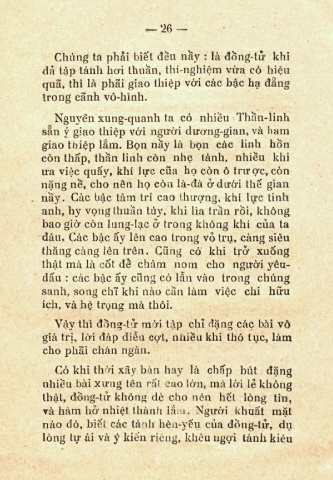 — 26 —
Chúng ta phải biết đều nầy : là đồng-tử khi
đả tập tánh hơi thuần, thí-nghiệm vừa có hiệu
quả, thì là phải giao thiệp với các bậc hạ đẳng
trong cảnh vô-hình.
Nguyên xung-quanh ta có nhiều Thần-linh
sẵn ý giao thiệp với người dương-gian, và ham
giao thiệp lắm. Bọn nầy là bọn các linh hồn
còn thấp, thần linh còn nhẹ tánh, nhiều khi
ưa việc quấy, khí lực của họ còn ô trược, còn
nặng nề, cho nên họ còn là-đà ở dưới thế gian
nầy. Các bậc tâm trí cao thượng, khí lực tinh
anh, hy vọng thuần túy, khi lìa trần rồi, không
bao giờ còn lung-lạc ở trong không khí của ta
đâu. Các bậc ấy lên cao trong vỏ trụ, càng siêu
thăng càng lên trên. Cũng có khi trở xuống
thật mà là cốt để chăm nom cho người yêu-
dấu : các bậc ấy cũng có lẫn vào trong chúng
sanh, song chĩ khi nào cần làm việc chi hữu
ích, và hệ trọng mà thôi.
Vậy thì đồng-tử mới tập chỉ đặng các bài vô
giá trị, lời đáp diễu cợt, nhiều khi thô tục, làm
cho phãi chán ngán.
Có khi thời xây bàn hay là chấp bút đặng
nhiều bài xưng tên rất cao lớn, mà lời lẽ không
thật, đồng-tử không dè cho nên hết lòng tin,
và hâm hở nhiệt thành lắm. Người khuất mặt
nào đó, biết các tánh hèn-yếu của đồng-tử, dụ
lòng tự ái và ý kiến riêng, khêu ngợi tánh kiêu